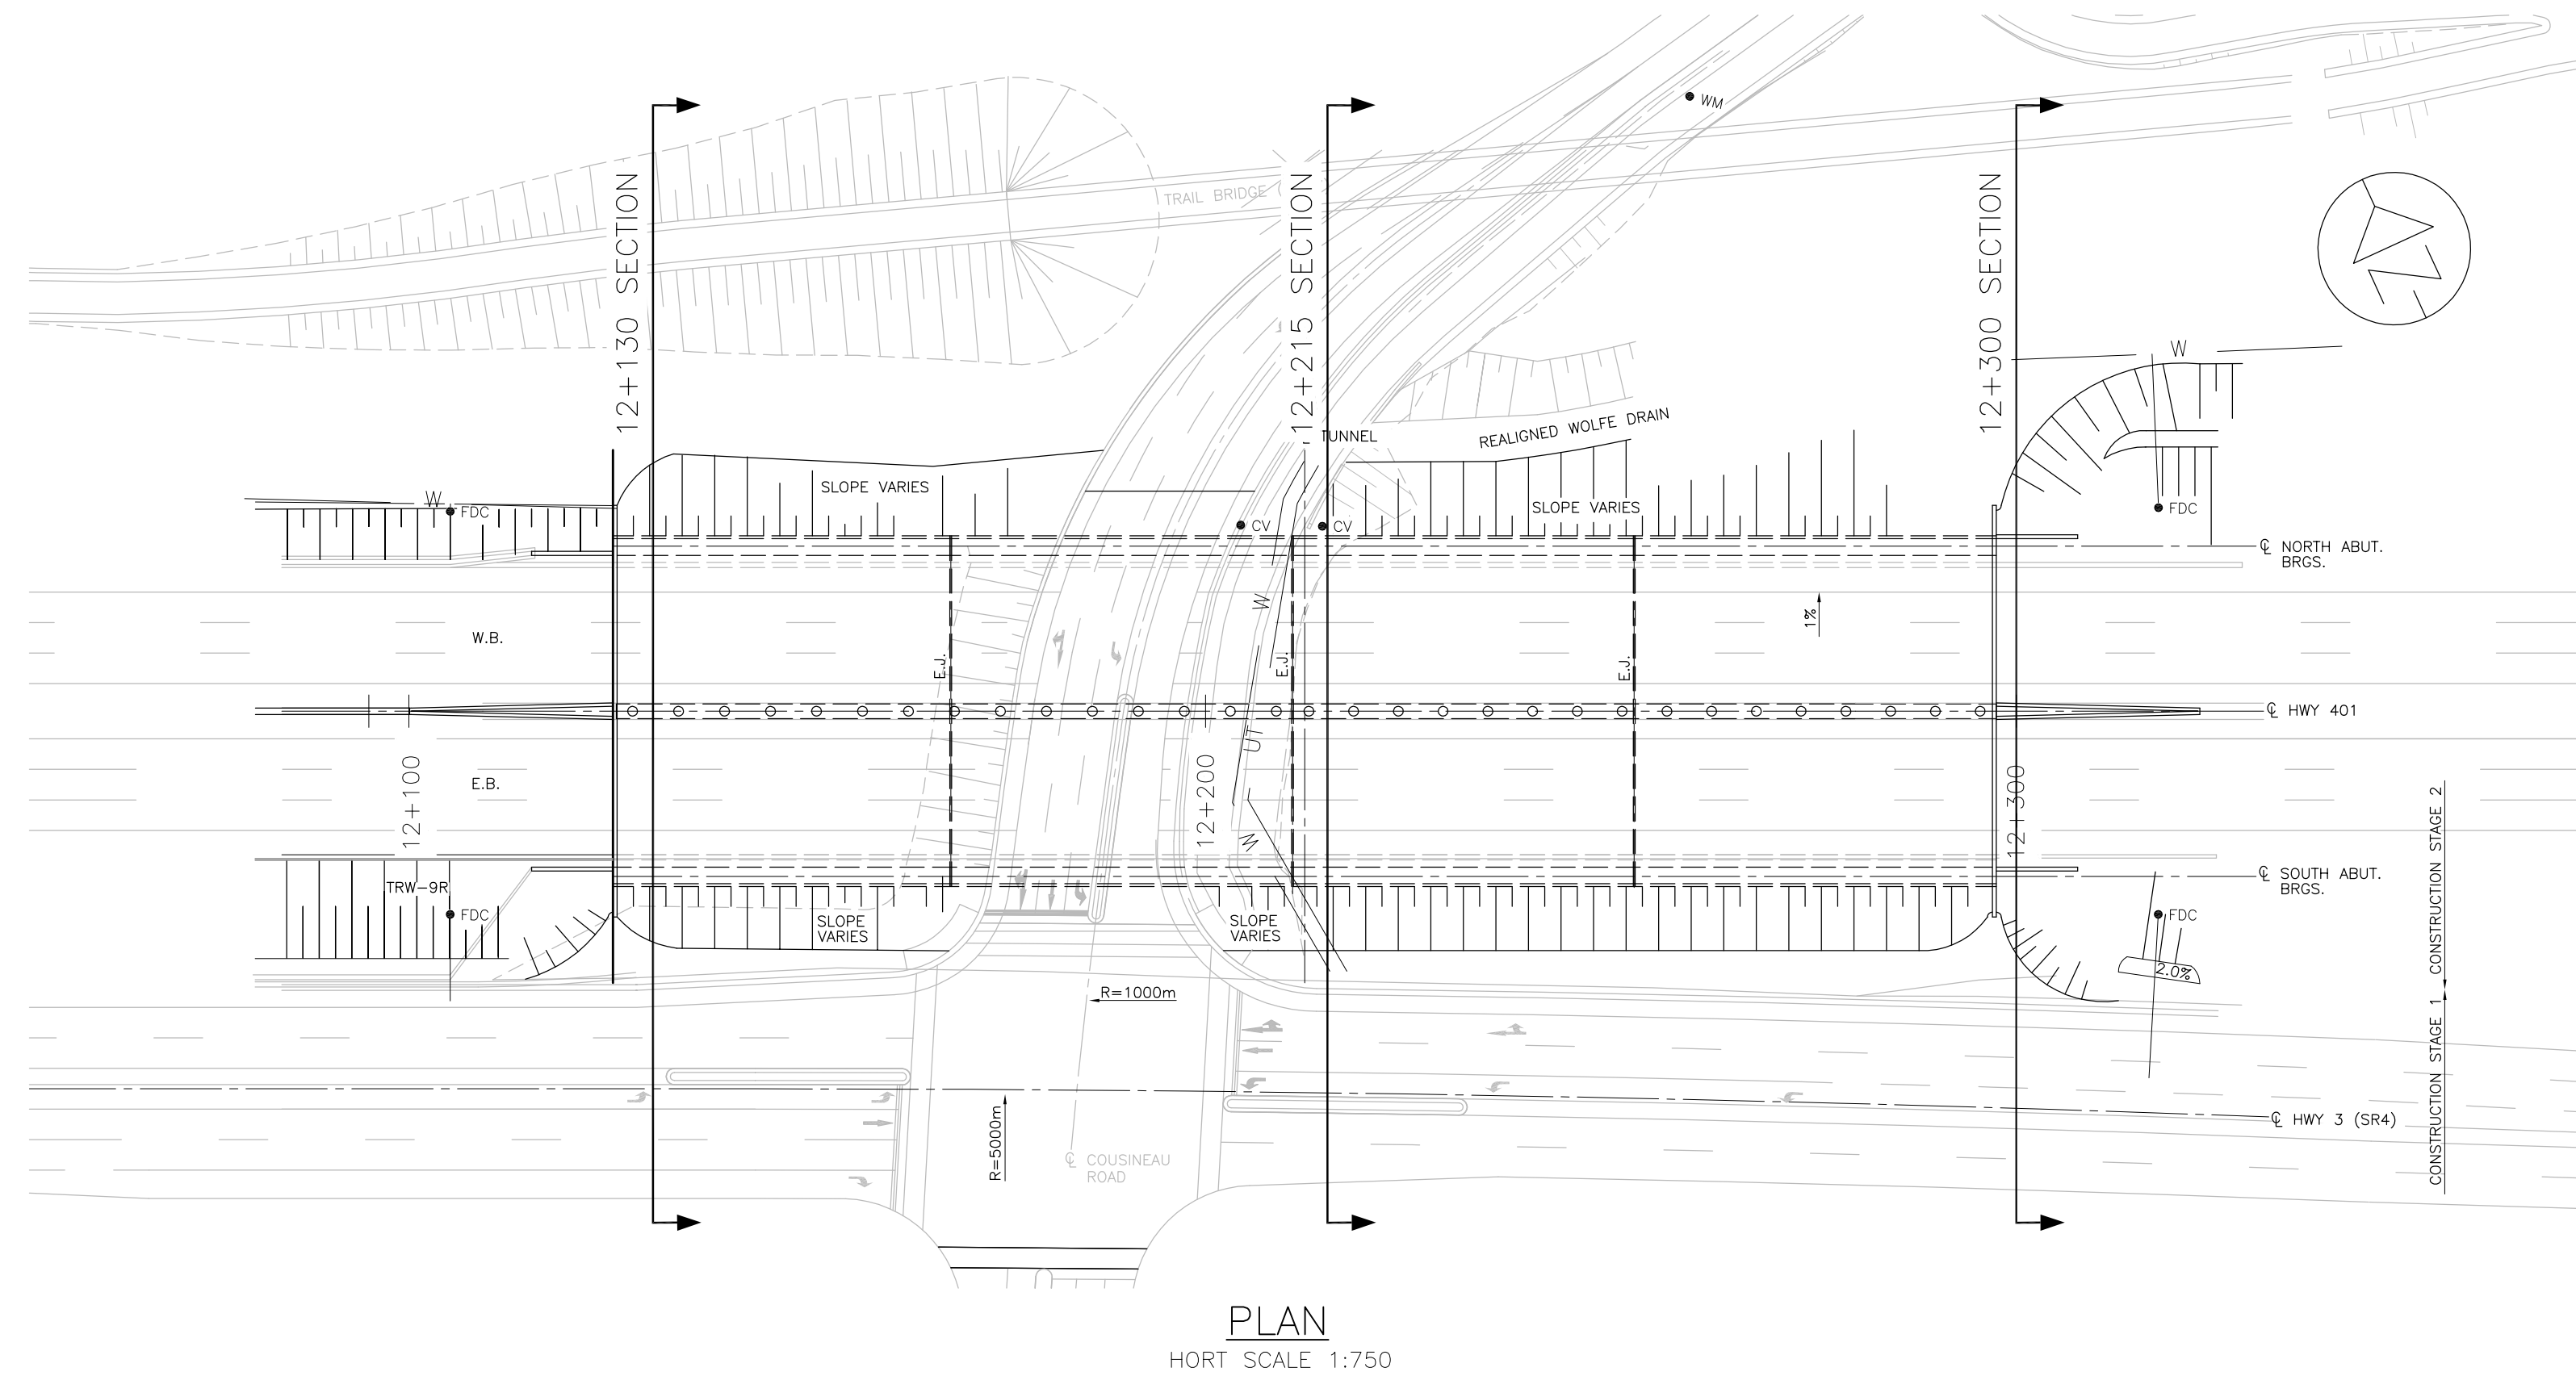 WM
TRAIL BRIDGE
12+130 SECTION
12+215 SECTION
12+300 SECTION
N
W
REALIGNED WOLFE DRAIN
TUNNEL
SLOPE VARIES
SLOPE VARIES
W
FDC
CV
CV
FDC
℄ NORTH ABUT.
BRGS.
W
1%
W.B.
E.J.
E.J.
E.J.
℄ HWY 401
UT
E.B.
12+100
12+200
12+300
W
℄ SOUTH ABUT.
BRGS.
TRW-9R
FDC
SLOPE
VARIES
SLOPE
VARIES
FDC
2.0%
CONSTRUCTION STAGE 1
CONSTRUCTION STAGE 2
R=1000m
R=5000m
℄ HWY 3 (SR4)
℄ COUSINEAU
ROAD
PLAN
HORT SCALE 1:750